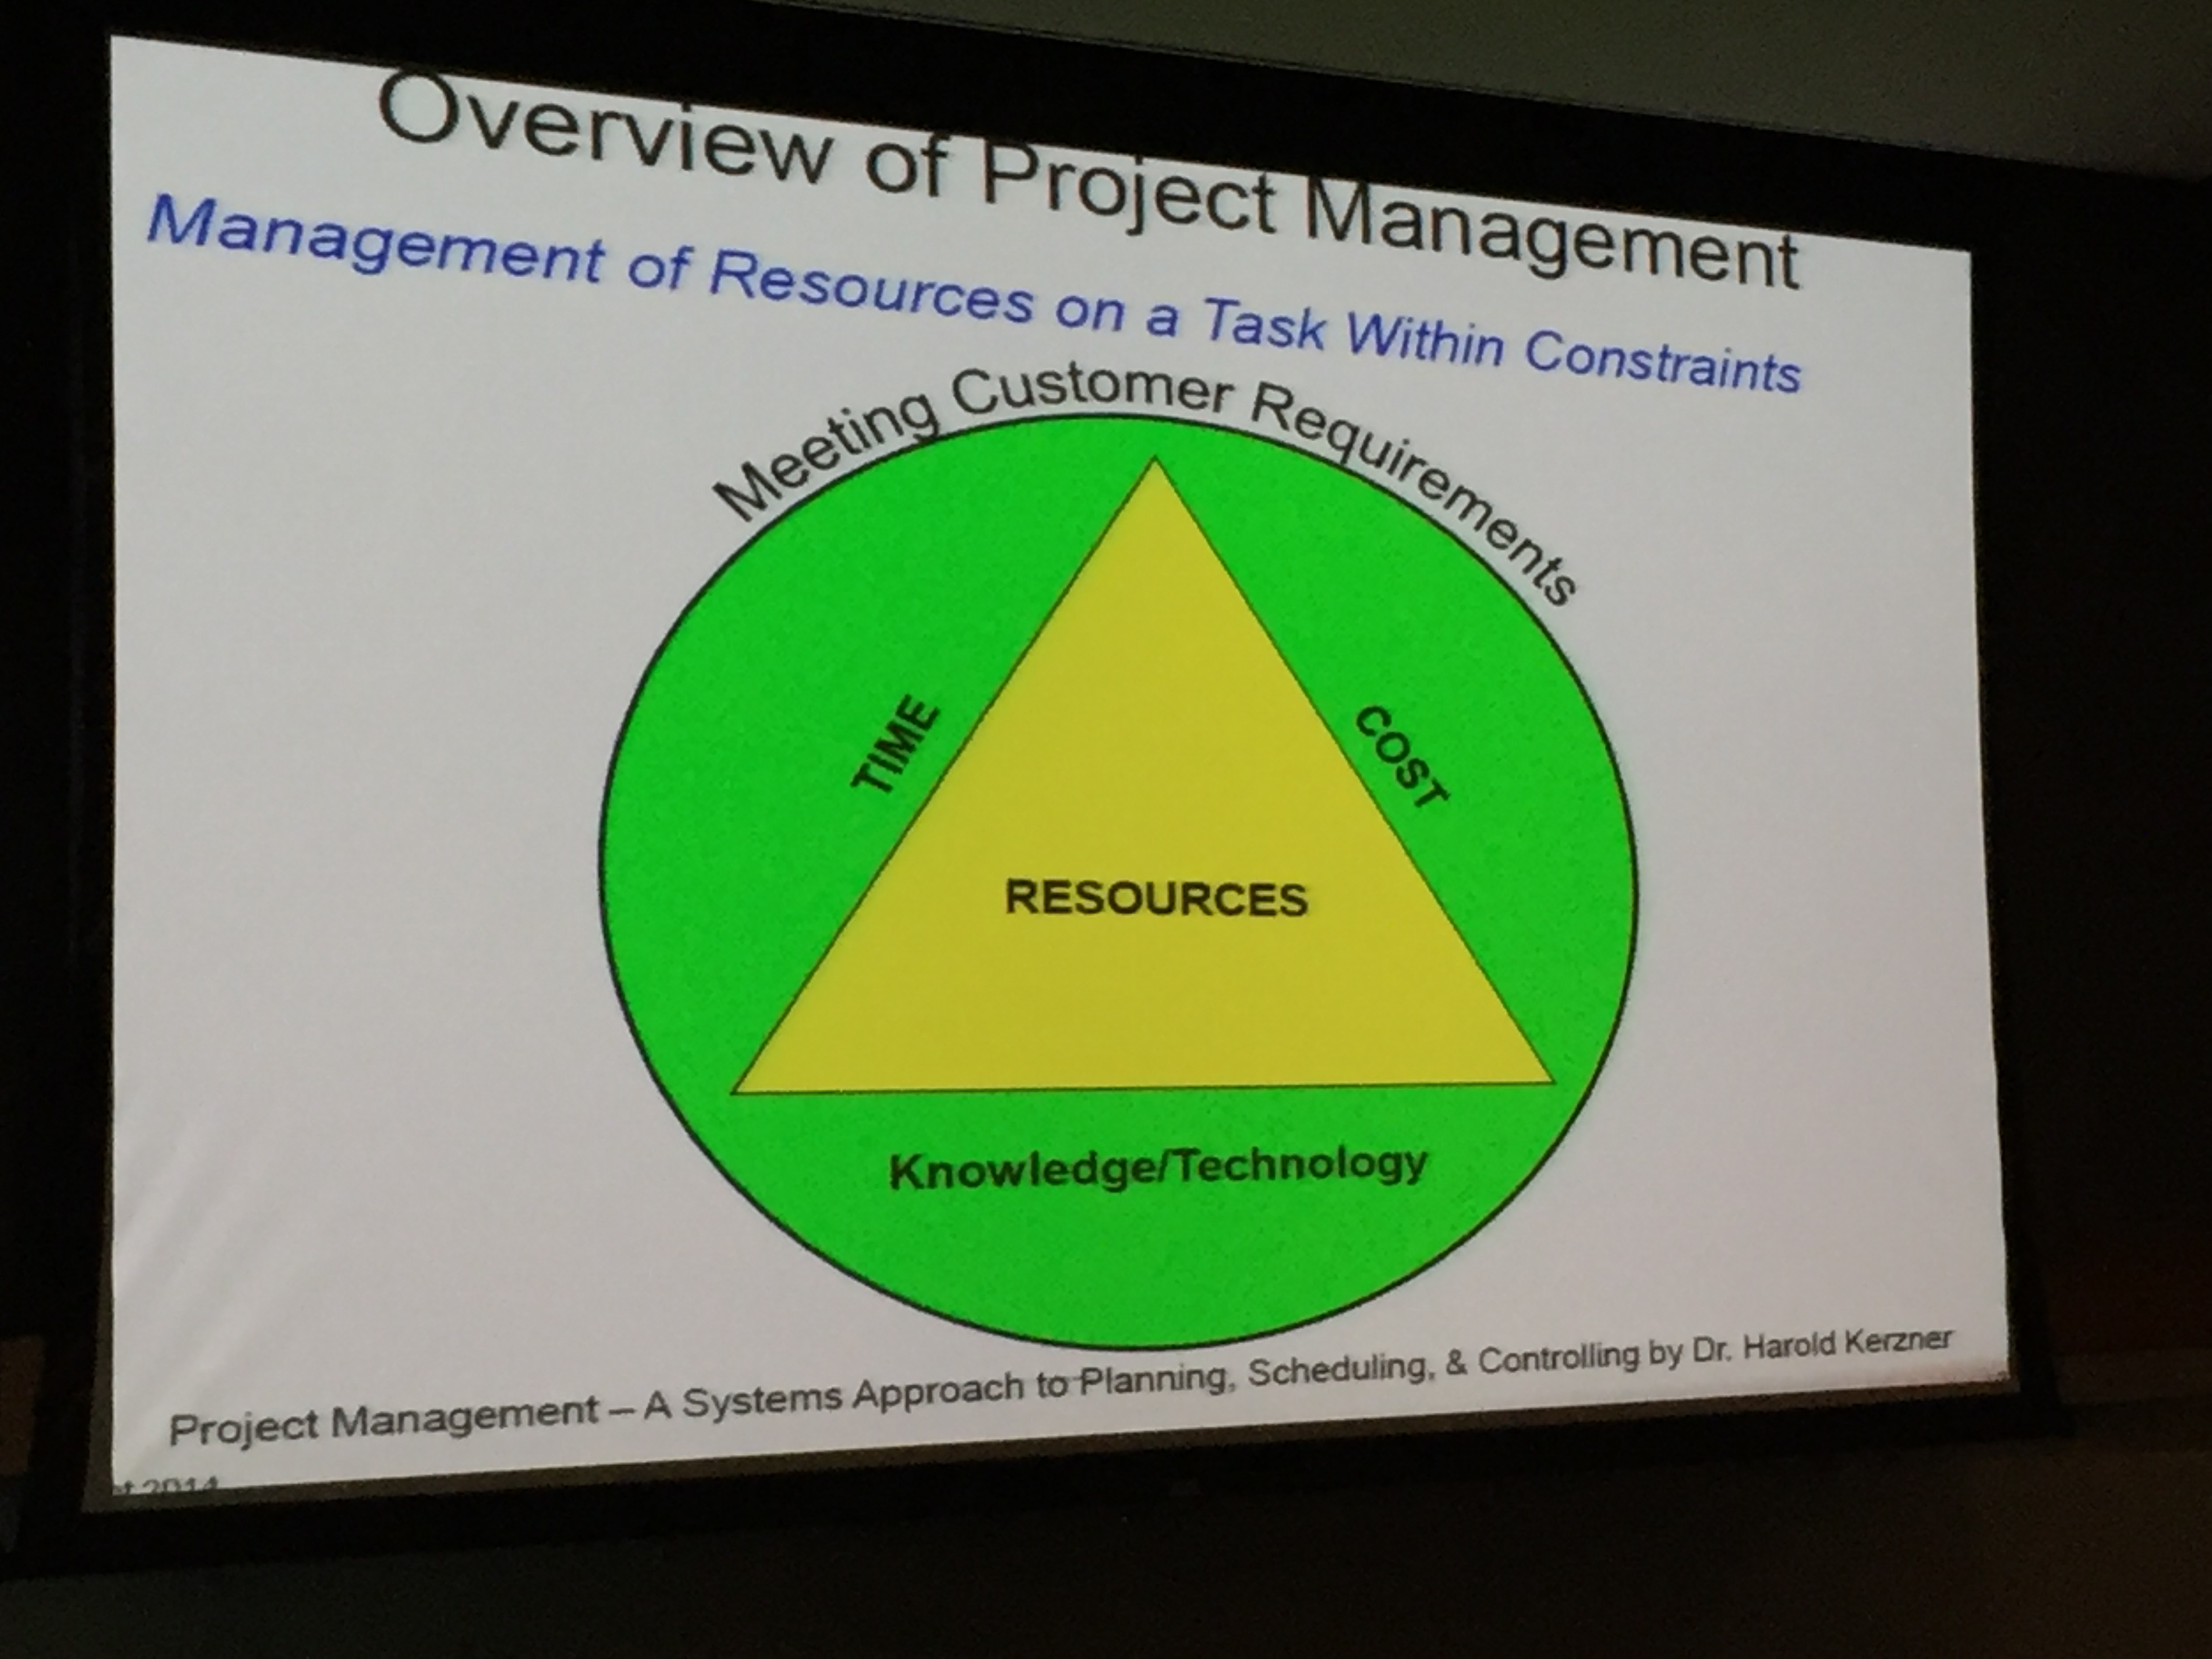 Overview of Project Management
Management of Resources on a Task Within Constraints
Meeting Customer Requirements
TIME
COST
RESOURCES
Knowledge/Technology
Project Management – A Systems Approach to Planning, Scheduling, & Controlling by Dr. Harold Kerzner
2014